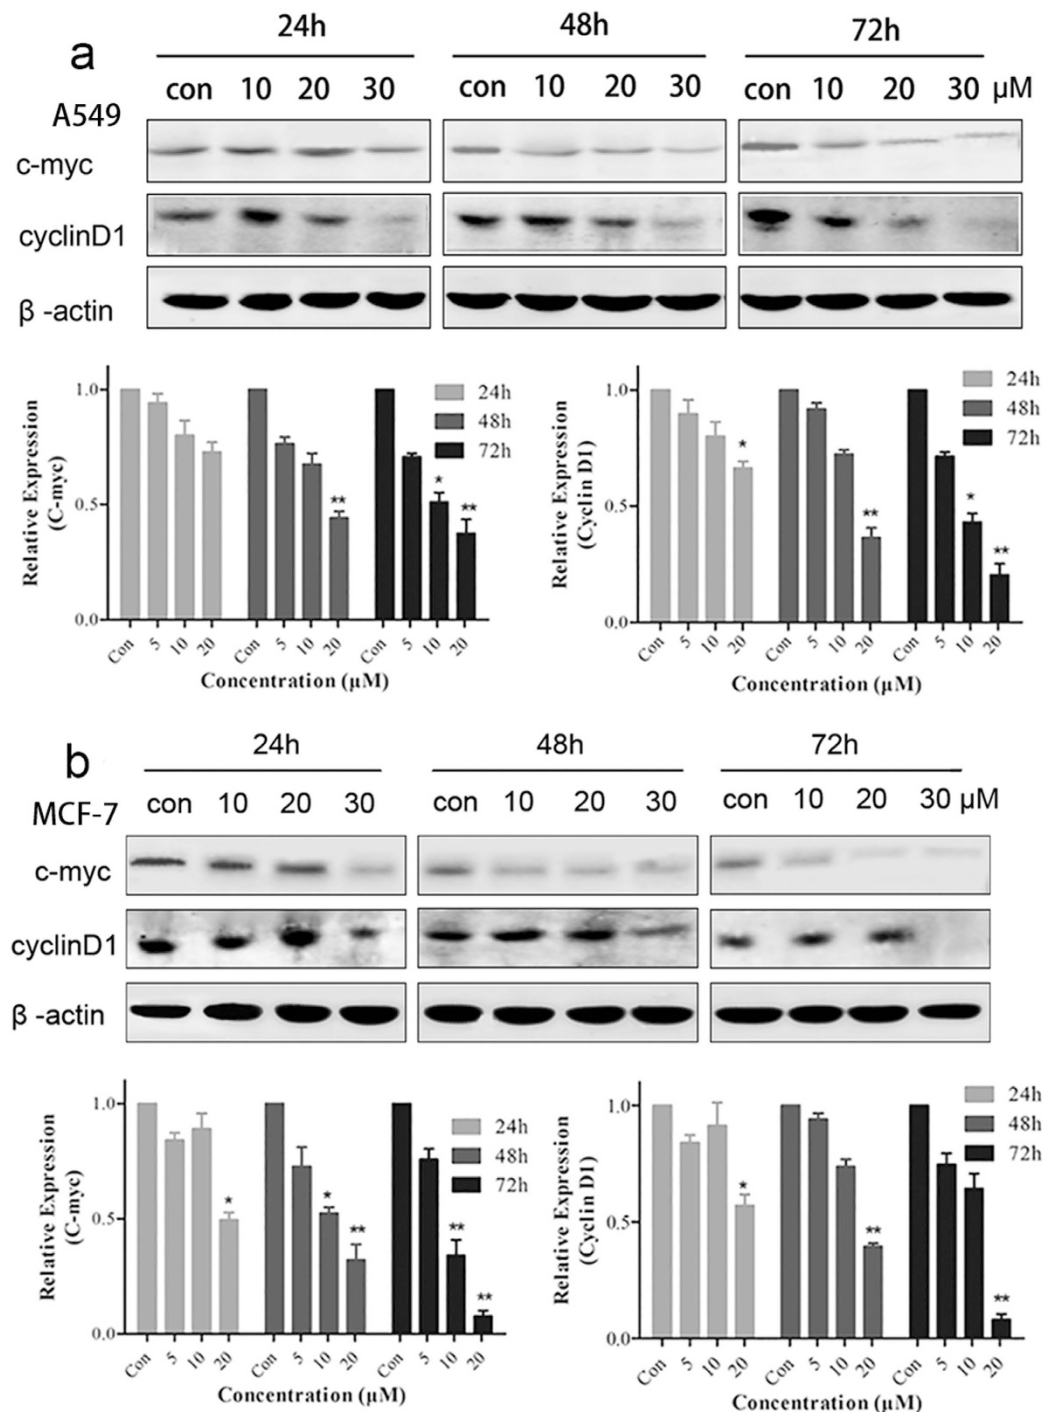 a
24h 48h 72h
con 10 20 30 con 10 20 30 con 10 20 30 μM
A549
c-myc
cyclinD1
β -actin
Relative Expression
(C-myc)
1.0
0.5
0.0
24h
48h
72h
**
*
**
Con 5 10 20 Con 5 10 20 Con 5 10 20
Concentration (μM)
Relative Expression
(Cyclin D1)
1.0
0.5
0.0
24h
48h
72h
*
**
*
**
Con 5 10 20 Con 5 10 20 Con 5 10 20
Concentration (μM)
b
24h 48h 72h
con 10 20 30 con 10 20 30 con 10 20 30 μM
MCF-7
c-myc
cyclinD1
β -actin
Relative Expression
(C-myc)
1.0
0.5
0.0
24h
48h
72h
*
*
**
**
**
Con 5 10 20 Con 5 10 20 Con 5 10 20
Concentration (μM)
Relative Expression
(Cyclin D1)
1.0
0.5
0.0
24h
48h
72h
*
**
**
Con 5 10 20 Con 5 10 20 Con 5 10 20
Concentration (μM)